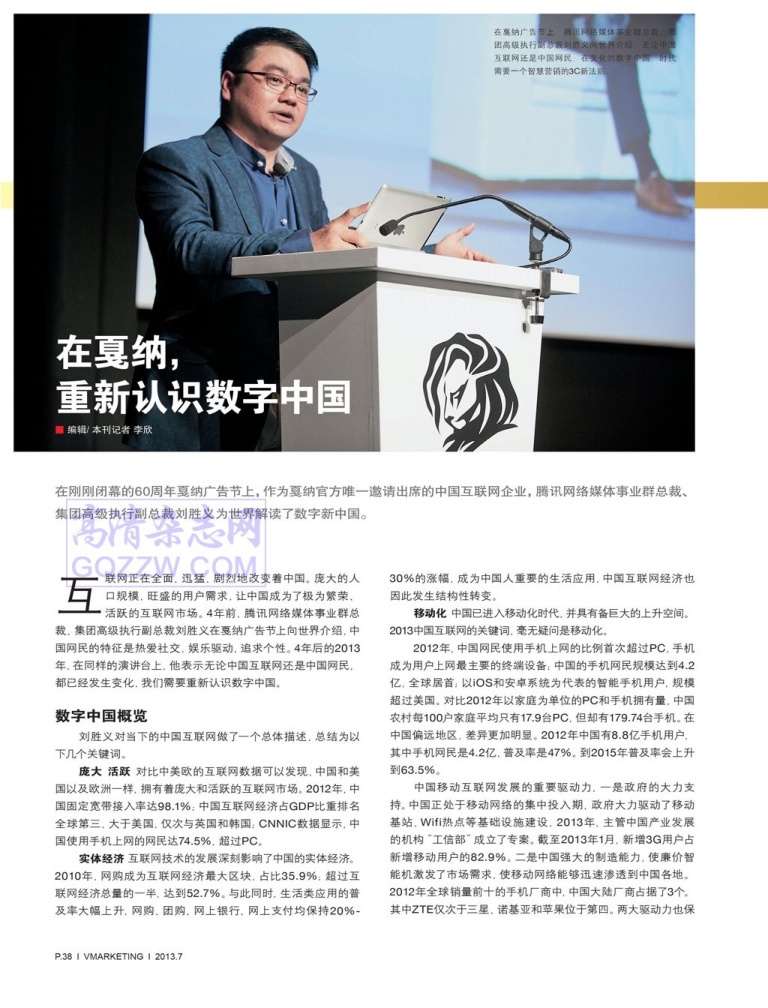 在戛纳广告节上，腾讯网络媒体事业群总裁、集
团高级执行副总裁刘胜义向世界介绍，无论中国
互联网还是中国网民，在变化的数字中国，时代
需要一个智慧营销的3C新法则。
在戛纳，
重新认识数字中国
编辑/ 本刊记者 李欣
在刚刚闭幕的60周年戛纳广告节上，作为戛纳官方唯一邀请出席的中国互联网企业，腾讯网络媒体事业群总裁、
集团高级执行副总裁刘胜义为世界解读了数字新中国。
高清杂志网
GQZZW.COM
互联网正在全面、迅猛、剧烈地改变着中国。庞大的人
口规模，旺盛的用户需求，让中国成为了极为繁荣、
活跃的互联网市场。4年前，腾讯网络媒体事业群总
裁、集团高级执行副总裁刘胜义在戛纳广告节上向世界介绍，中
国网民的特征是热爱社交，娱乐驱动，追求个性。4年后的2013
年，在同样的演讲台上，他表示无论中国互联网还是中国网民，
都已经发生变化，我们需要重新认识数字中国。
数字中国概览
刘胜义对当下的中国互联网做了一个总体描述，总结为以
下几个关键词。
庞大 活跃 对比中美欧的互联网数据可以发现，中国和美
国以及欧洲一样，拥有着庞大和活跃的互联网市场。2012年，中
国固定宽带接入率达98.1%；中国互联网经济占GDP比重排名
全球第三，大于美国，仅次与英国和韩国；CNNIC数据显示，中
国使用手机上网的网民达74.5%，超过PC。
实体经济 互联网技术的发展深刻影响了中国的实体经济。
2010年，网购成为互联网经济最大区块，占比35.9%；超过互
联网经济总量的一半，达到52.7%。与此同时，生活类应用的普
及率大幅上升，网购、团购、网上银行，网上支付均保持20%-
30%的涨幅，成为中国人重要的生活应用，中国互联网经济也
因此发生结构性转变。
移动化 中国已进入移动化时代，并具有备巨大的上升空间。
2013中国互联网的关键词，毫无疑问是移动化。
2012年，中国网民使用手机上网的比例首次超过PC，手机
成为用户上网最主要的终端设备；中国的手机网民规模达到4.2
亿，全球居首；以iOS和安卓系统为代表的智能手机用户，规模
超过美国。对比2012年以家庭为单位的PC和手机拥有量，中国
农村每100户家庭平均只有17.9台PC，但却有179.74台手机。在
中国偏远地区，差异更加明显。2012年中国有8.8亿手机用户，
其中手机网民是4.2亿，普及率是47%。到2015年普及率会上升
到63.5%。
中国移动互联网发展的重要驱动力，一是政府的大力支
持。中国正处于移动网络的集中投入期，政府大力驱动了移动
基站、Wifi热点等基础设施建设，2013年，主管中国产业发展
的机构“工信部”成立了专案。截至2013年1月，新增3G用户占
新增移动用户的82.9%。二是中国强大的制造能力，使廉价智
能机激发了市场需求，使移动网络能够迅速渗透到中国各地。
2012年全球销量前十的手机厂商中，中国大陆厂商占据了3个。
其中ZTE仅次于三星、诺基亚和苹果位于第四。两大驱动力也保
P.38 I VMARKETING I 2013.7